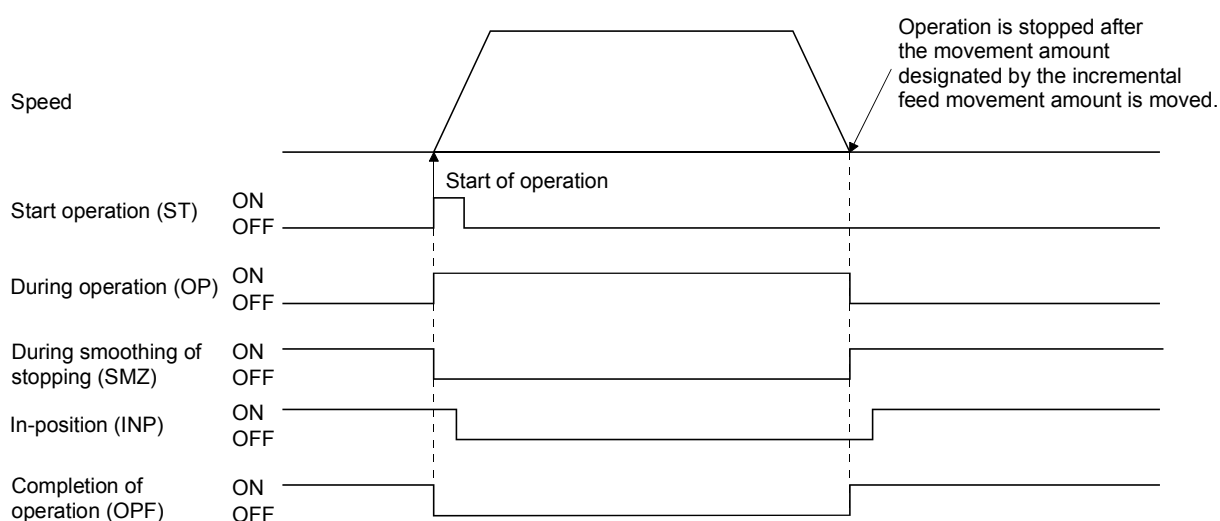 Operation is stopped after
the movement amount
designated by the incremental
feed movement amount is moved.
Speed
Start of operation
Start operation (ST)
ON
OFF
During operation (OP)
ON
OFF
During smoothing of
stopping (SMZ)
ON
OFF
In-position (INP)
ON
OFF
Completion of
operation (OPF)
ON
OFF